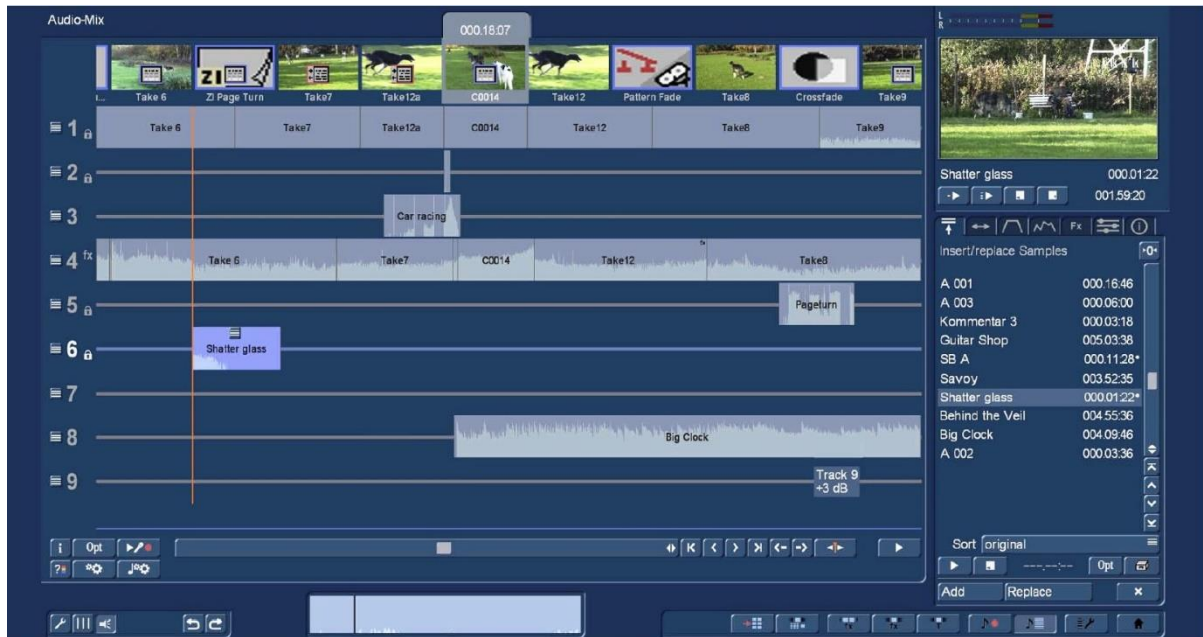 Audio-Mix
000.16:07
L
R
Take 6 ZI Page Turn Take7 Take12a C0014 Take12 Pattern Fade Take8 Crossfade Take9
1 Take 6 Take7 Take12a C0014 Take12 Take8 Take9
2
3 Car racing
4 fx Take 6 Take7 C0014 Take12 Take8
5 Pageturn
6 Shatter glass
7
8 Big Clock
9 Track 9
+3 dB
i Opt
Shatter glass 000.01:22
001.59:20
Fx
Insert/replace Samples
A 001 000.16:46
A 003 000.06:00
Kommentar 3 000.03:18
Guitar Shop 005.03:38
SB A 000.11:28*
Savoy 003.52:35
Shatter glass 000.01:22*
Behind the Veil 004.55:36
Big Clock 004.09:46
A 002 000.03:36
Sort original
---.--:-- Opt
Add Replace x